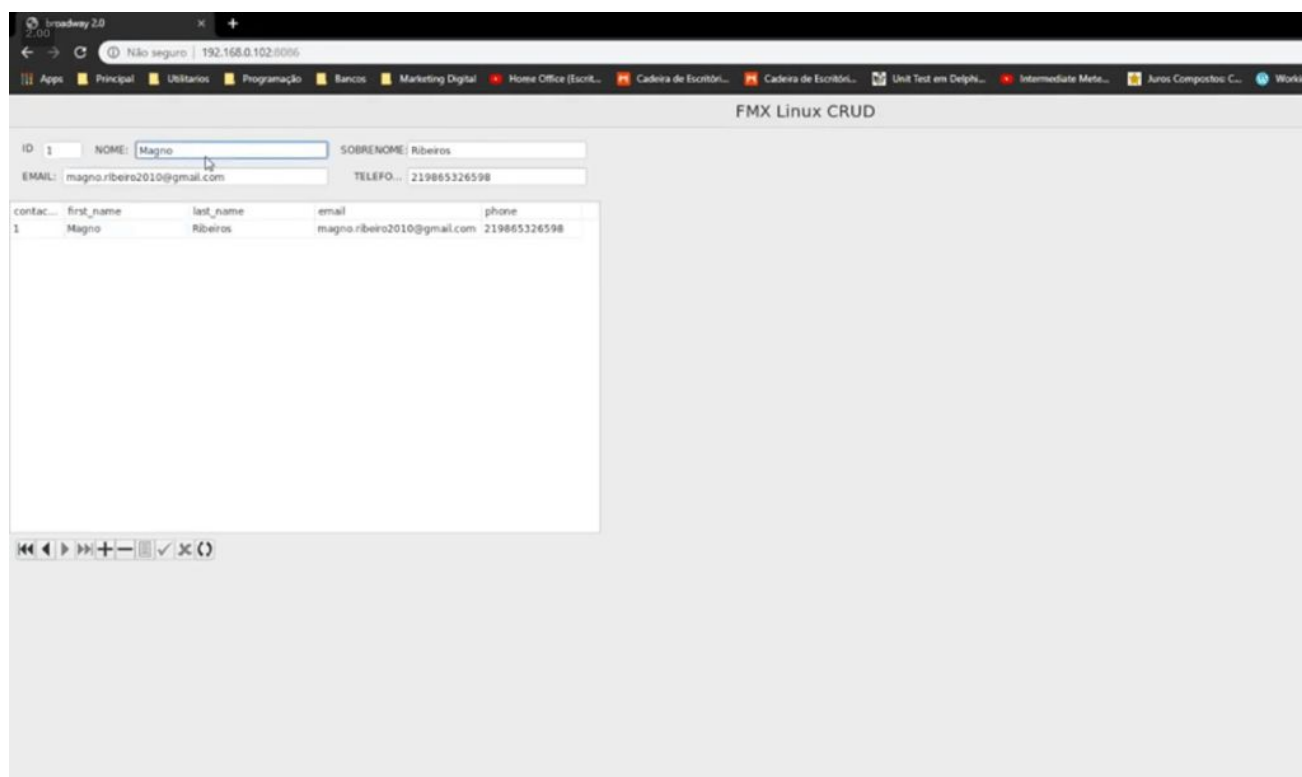 broadway 2.0
2.00
Não seguro | 192.168.0.102:8086
Apps Principal Utilitarios Programação Bancos Marketing Digital Home Office (Escrit... Cadeira de Escritóri... Cadeira de Escritóri... Unit Test em Delphi... Intermediate Mete... Juros Compostos: C...
FMX Linux CRUD
ID 1 NOME: Magno SOBRENOME: Ribeiros
EMAIL: magno.ribeiro2010@gmail.com TELEFO... 219865326598
contac... first_name last_name email phone
1 Magno Ribeiros magno.ribeiro2010@gmail.com 219865326598